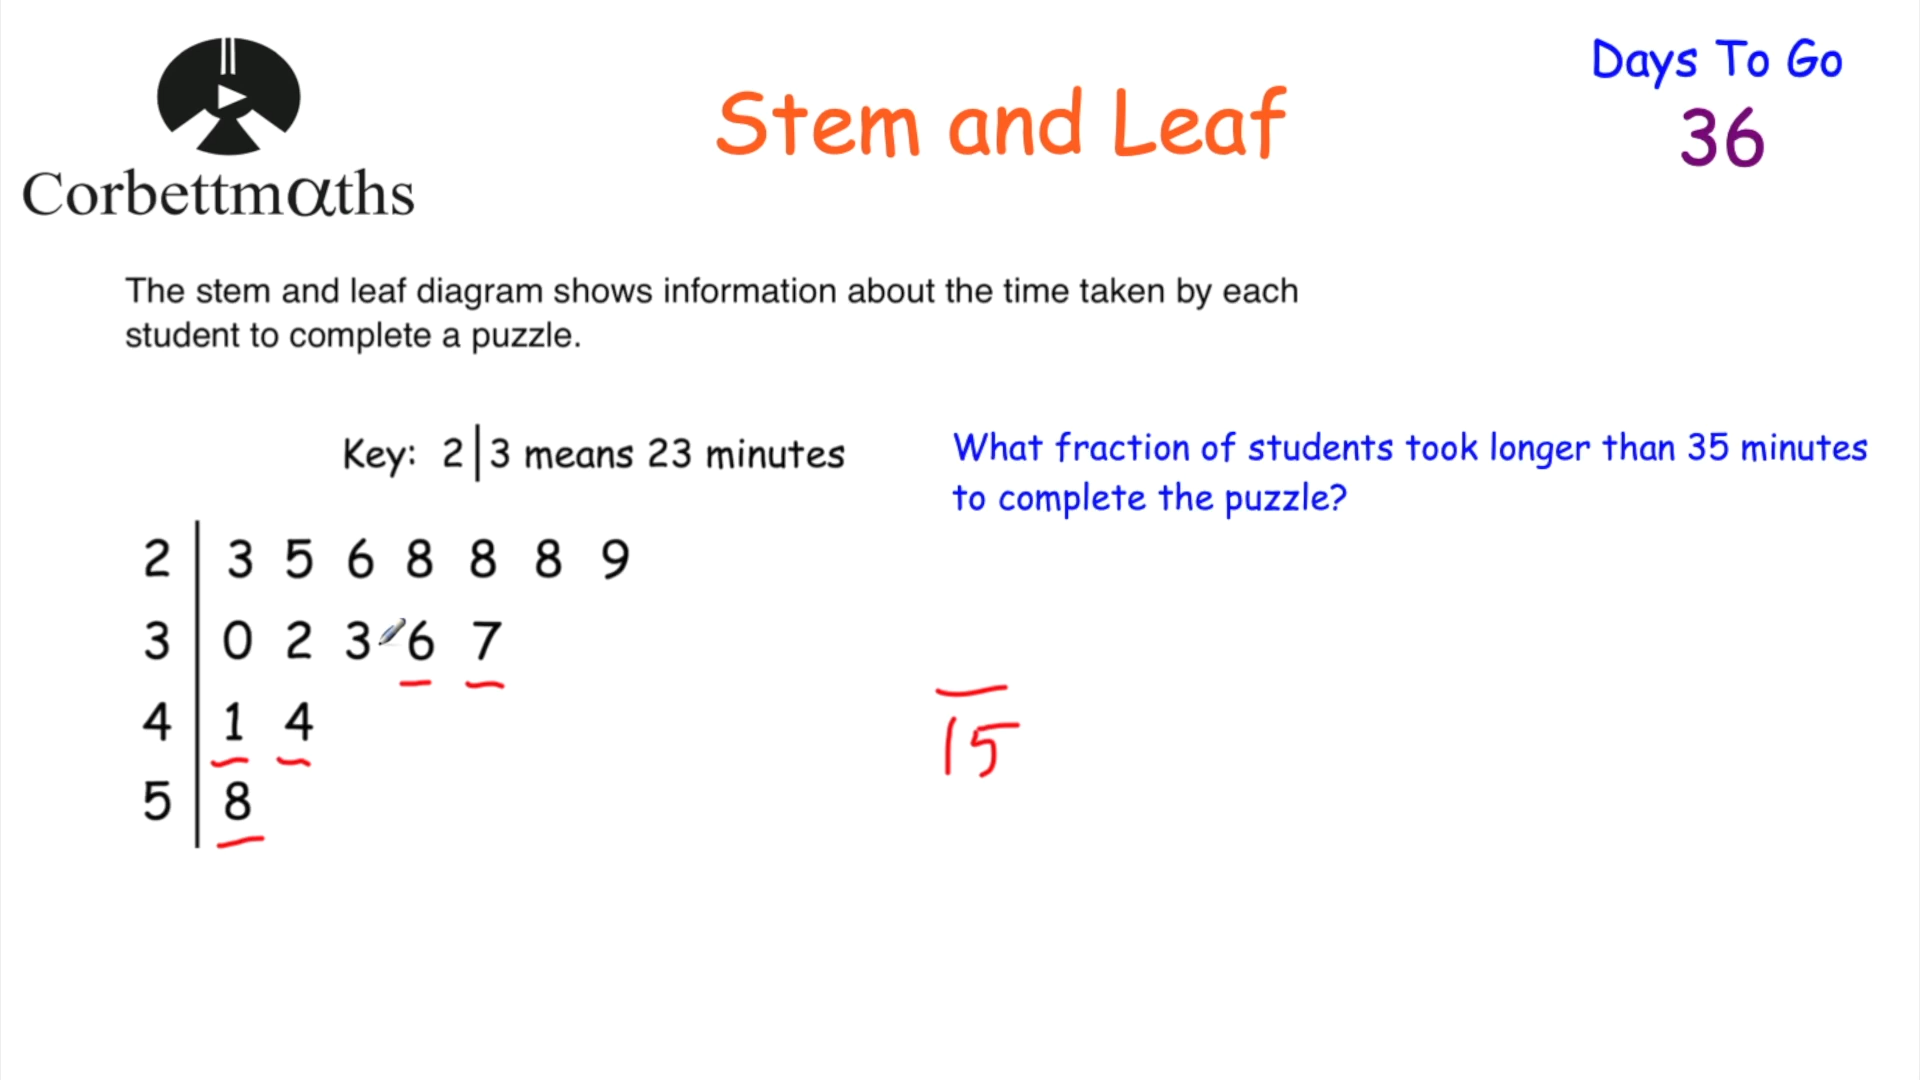 Corbettmαths
Stem and Leaf
Days To Go
36
The stem and leaf diagram shows information about the time taken by each
student to complete a puzzle.
Key: 2|3 means 23 minutes
2 | 3 5 6 8 8 8 9
3 | 0 2 3 6 7
4 | 1 4
5 | 8
What fraction of students took longer than 35 minutes
to complete the puzzle?
15